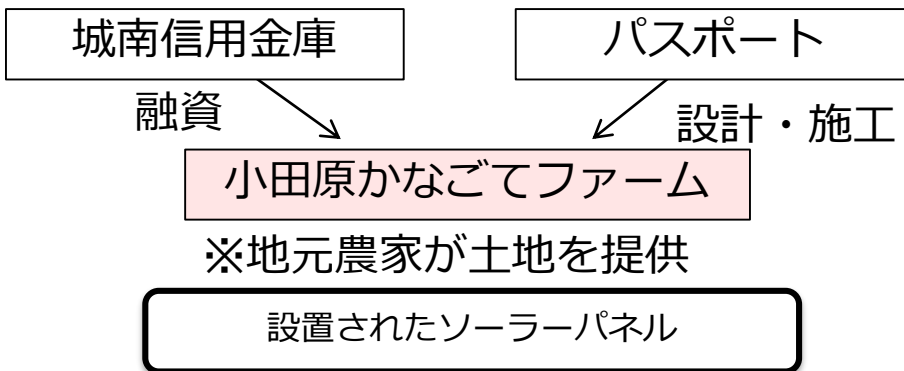 城南信用金庫
パスポート
融資
設計・施工
小田原かなごてファーム
※地元農家が土地を提供
設置されたソーラーパネル